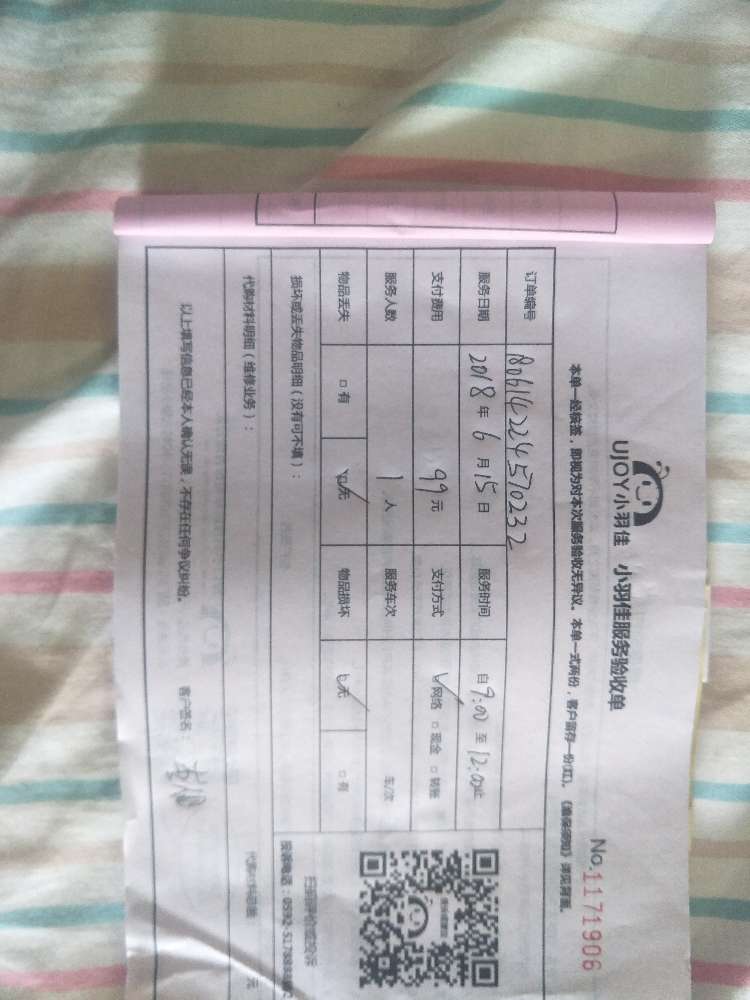 UJOY小羽佳 小羽佳服务验收单
No.1171906
本单一经核签，即视为对本次服务验收无异议。本单一式两份，客户留存一份(红)。
订单编号 8061422457023​2
服务日期 2018年6月15日 服务时间 自9:00至12:00止
支付费用 99元 支付方式 ☑网络 □现金 □转账
服务人数 1人 服务车次 车/次
物品丢失 □有 ☑无 物品损坏 ☑无 □有
损坏或丢失物品明细（没有可不填）：
代购材料明细（维修业务）：
元
以上填写信息已经本人确认无误，不存在任何争议纠纷。 客户签名：